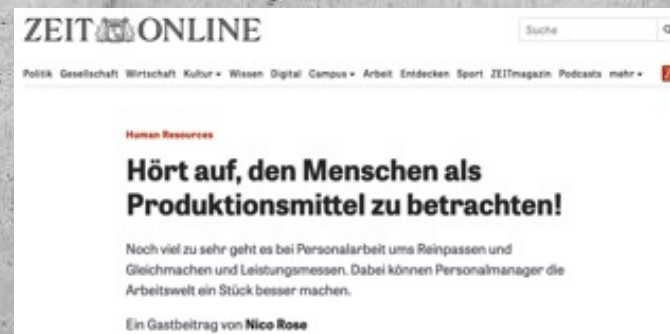 ZEIT ONLINE
Suche
Politik Gesellschaft Wirtschaft Kultur Wissen Digital Campus Arbeit Entdecken Sport ZEITmagazin Podcasts mehr
Human Resources
Hört auf, den Menschen als
Produktionsmittel zu betrachten!
Noch viel zu sehr geht es bei Personalarbeit ums Reinpassen und
Gleichmachen und Leistungsmessen. Dabei können Personalmanager die
Arbeitswelt ein Stück besser machen.
Ein Gastbeitrag von Nico Rose